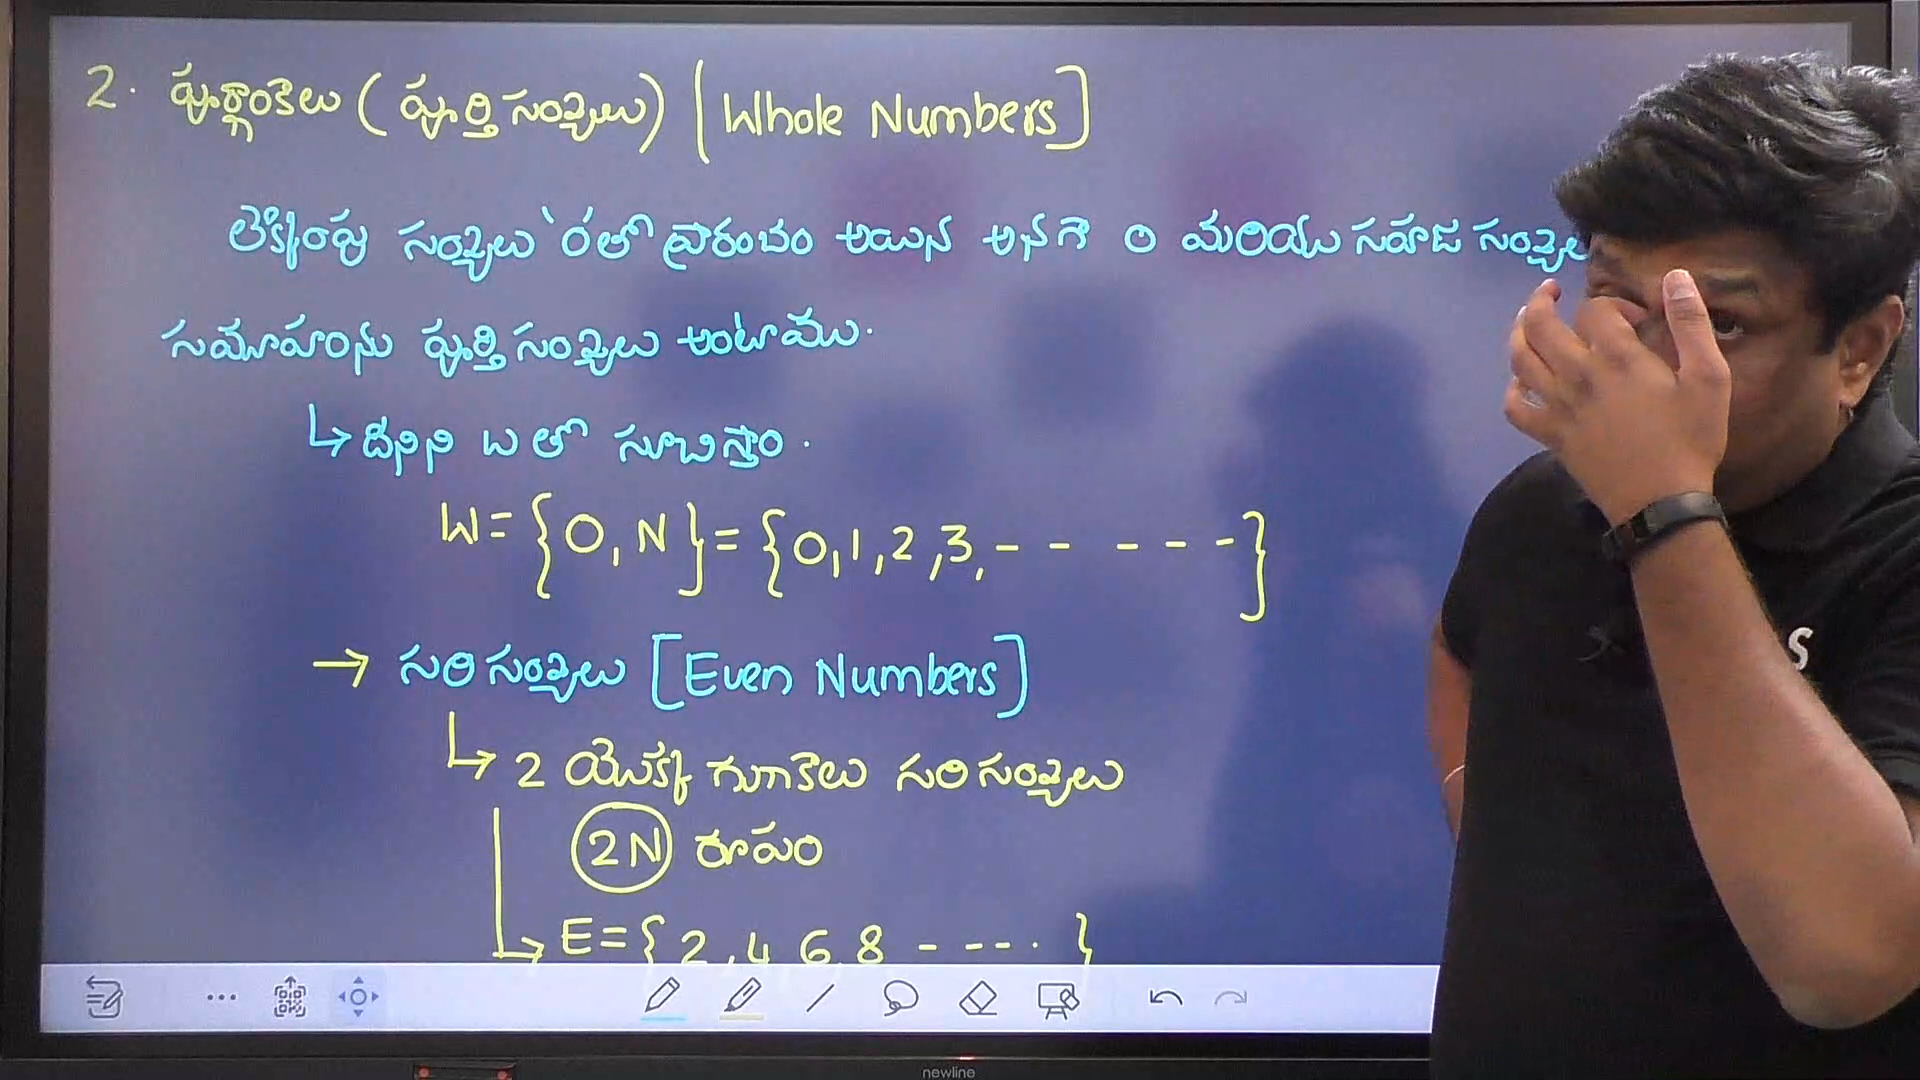 2. పూర్ణాంకాలు ( పూర్తి సంఖ్యలు) [Whole Numbers]
లెక్కింపు సంఖ్యలు '0'తో ప్రారంభం అయిన అనగా 0 మరియు సహజ సంఖ్యల
సమూహంను పూర్తి సంఖ్యలు అంటాము.
↳ దీనిని W తో సూచిస్తాం.
W = {0, N} = {0,1,2,3,- - - - -}
→ సరి సంఖ్యలు [Even Numbers]
↳ 2 యొక్క గుణకాలు సరి సంఖ్యలు
2N రూపం
↳ E = {2,4,6,8 - - - - . }
S
newline